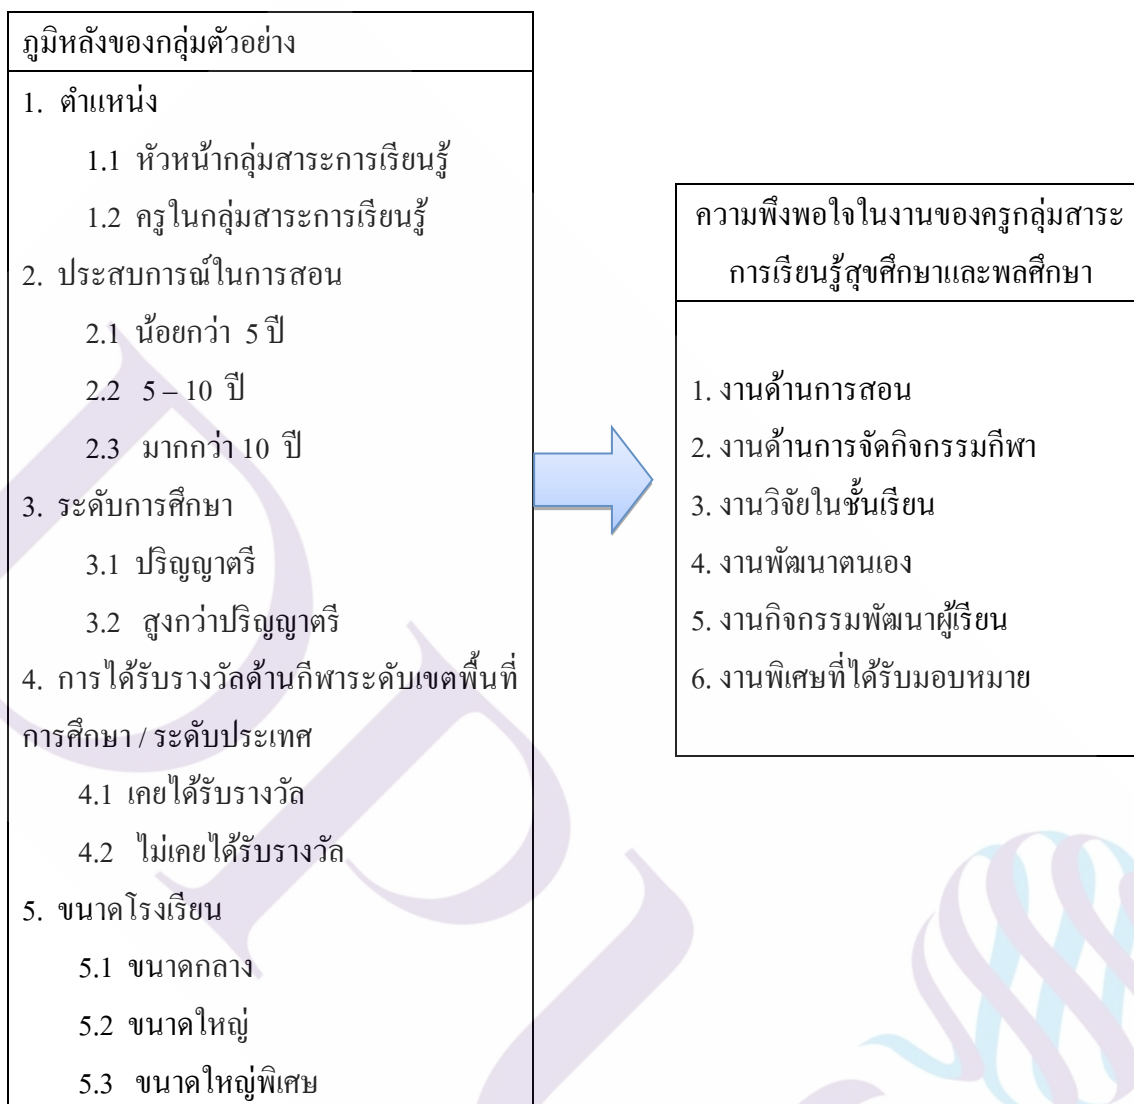 ภูมิหลังของกลุ่มตัวอย่าง
1. ตำแหน่ง
1.1 หัวหน้ากลุ่มสาระการเรียนรู้
1.2 ครูในกลุ่มสาระการเรียนรู้
2. ประสบการณ์ในการสอน
2.1 น้อยกว่า 5 ปี
2.2 5 – 10 ปี
2.3 มากกว่า 10 ปี
3. ระดับการศึกษา
3.1 ปริญญาตรี
3.2 สูงกว่าปริญญาตรี
4. การได้รับรางวัลด้านกีฬาระดับเขตพื้นที่
การศึกษา / ระดับประเทศ
4.1 เคยได้รับรางวัล
4.2 ไม่เคยได้รับรางวัล
5. ขนาดโรงเรียน
5.1 ขนาดกลาง
5.2 ขนาดใหญ่
5.3 ขนาดใหญ่พิเศษ
ความพึงพอใจในงานของครูกลุ่มสาระ
การเรียนรู้สุขศึกษาและพลศึกษา
1. งานด้านการสอน
2. งานด้านการจัดกิจกรรมกีฬา
3. งานวิจัยในชั้นเรียน
4. งานพัฒนาตนเอง
5. งานกิจกรรมพัฒนาผู้เรียน
6. งานพิเศษที่ได้รับมอบหมาย